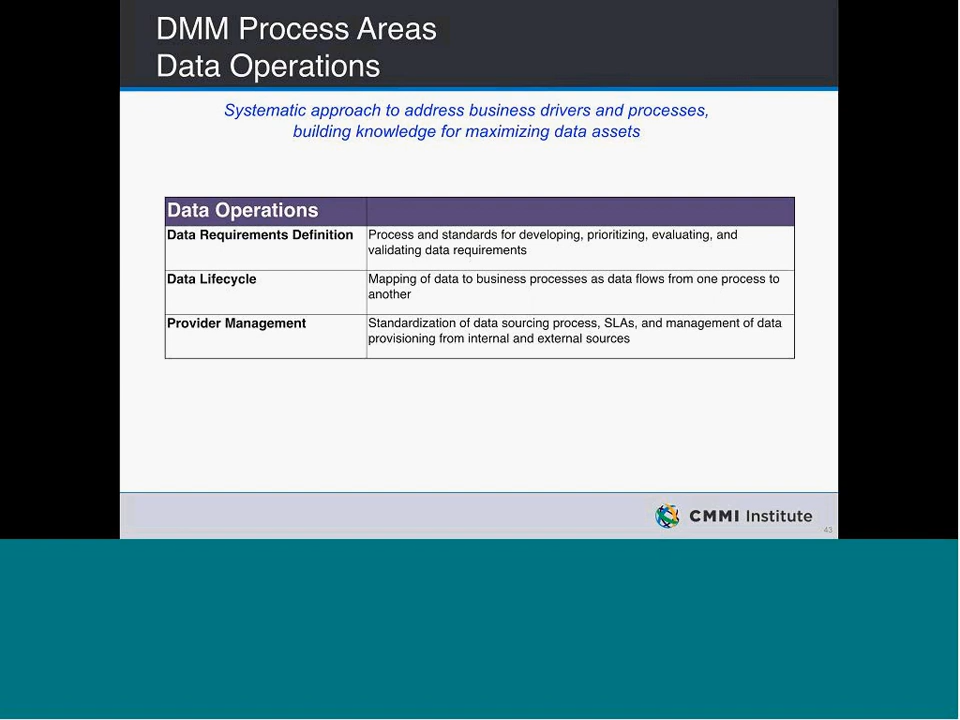 DMM Process Areas
Data Operations
Systematic approach to address business drivers and processes,
building knowledge for maximizing data assets
Data Operations
Data Requirements Definition
Process and standards for developing, prioritizing, evaluating, and
validating data requirements
Data Lifecycle
Mapping of data to business processes as data flows from one process to
another
Provider Management
Standardization of data sourcing process, SLAs, and management of data
provisioning from internal and external sources
CMMI Institute
43